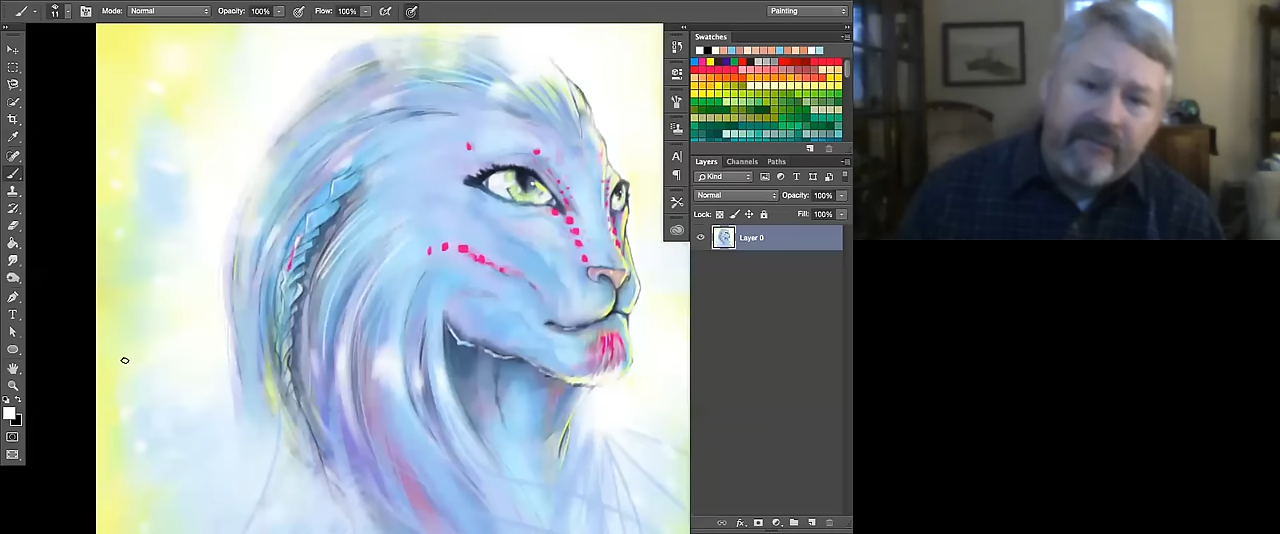 11 Mode: Normal Opacity: 100% Flow: 100% Painting
Swatches
Layers Channels Paths
Kind
Normal Opacity: 100%
Lock: Fill: 100%
Layer 0